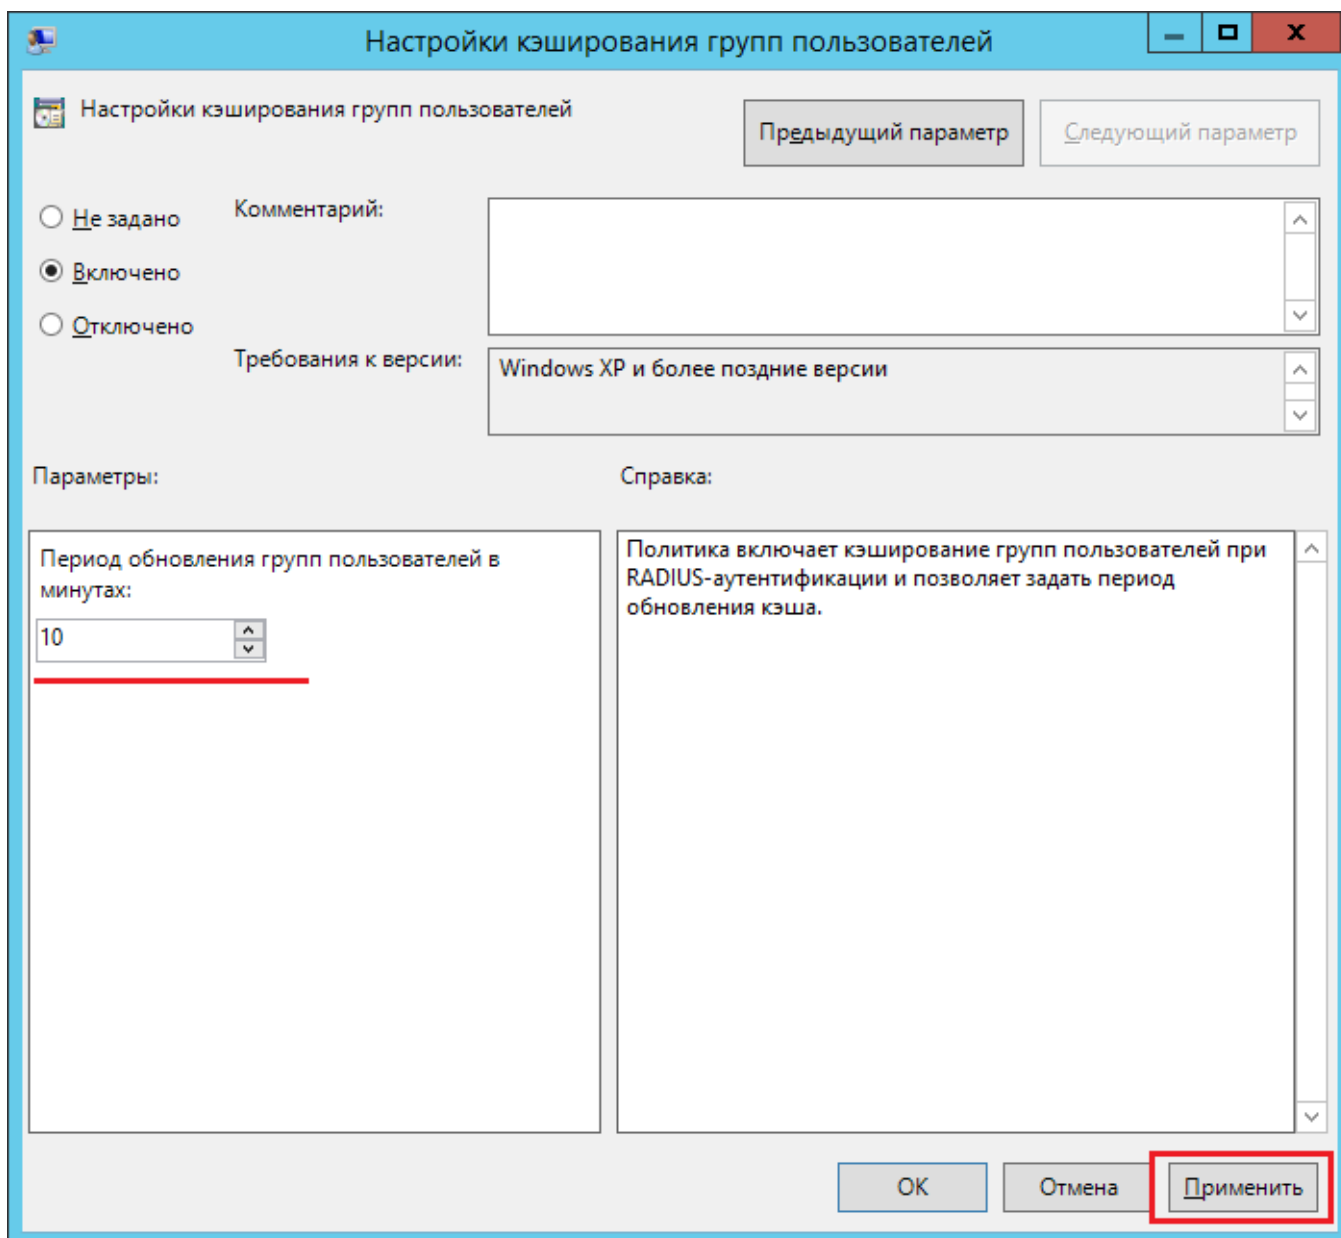 Настройки кэширования групп пользователей
Настройки кэширования групп пользователей
Предыдущий параметр
Следующий параметр
Не задано
Комментарий:
Включено
Отключено
Требования к версии:
Windows XP и более поздние версии
Параметры:
Справка:
Период обновления групп пользователей в
минутах:
10
Политика включает кэширование групп пользователей при
RADIUS-аутентификации и позволяет задать период
обновления кэша.
ОК
Отмена
Применить